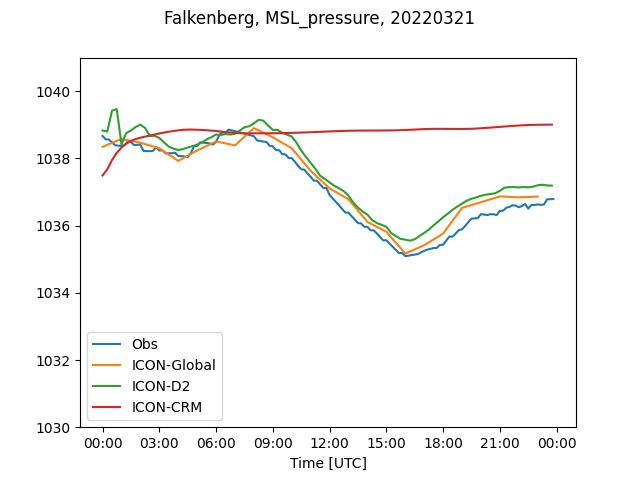 Falkenberg, MSL_pressure, 20220321
1040
1038
1036
1034
1032
1030
Obs
ICON-Global
ICON-D2
ICON-CRM
00:00 03:00 06:00 09:00 12:00 15:00 18:00 21:00 00:00
Time [UTC]